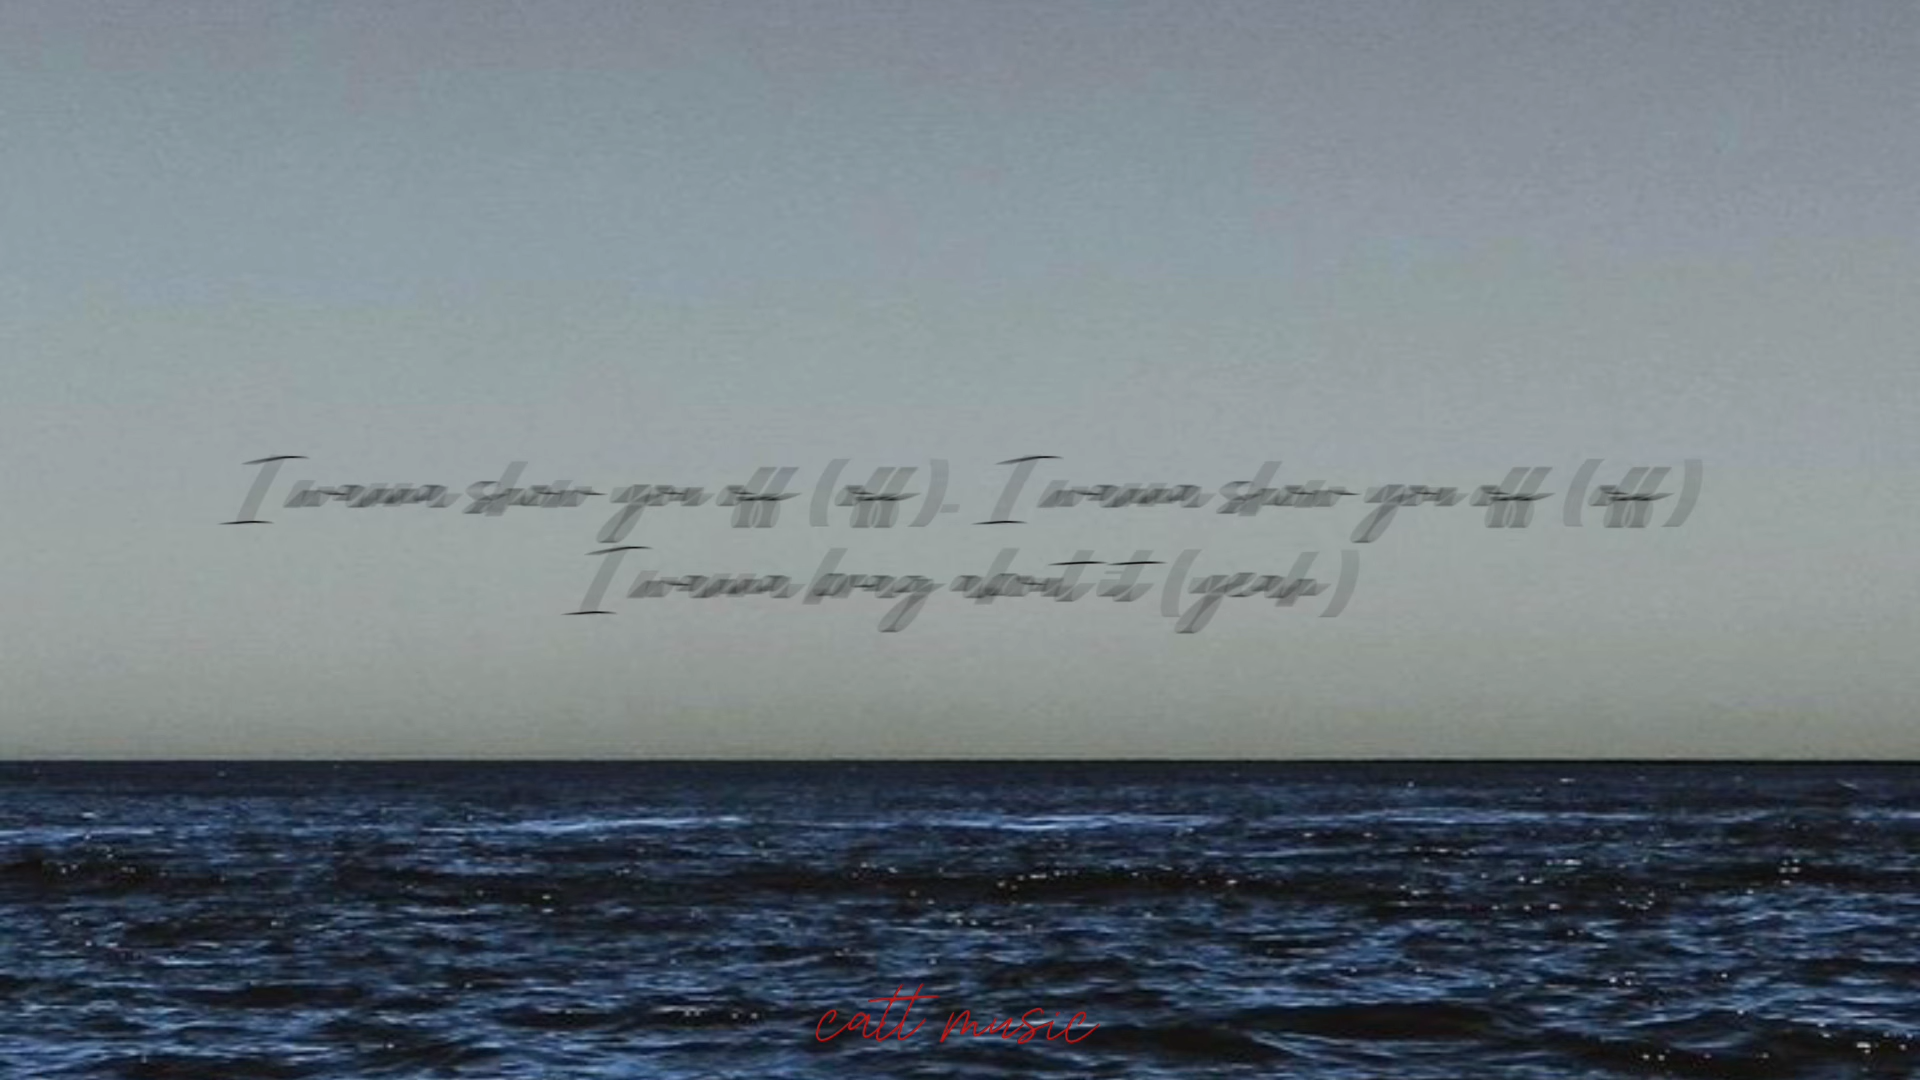 I wanna show you off (off), I wanna show you off (off)
I wanna brag about it (yeah)
catt music